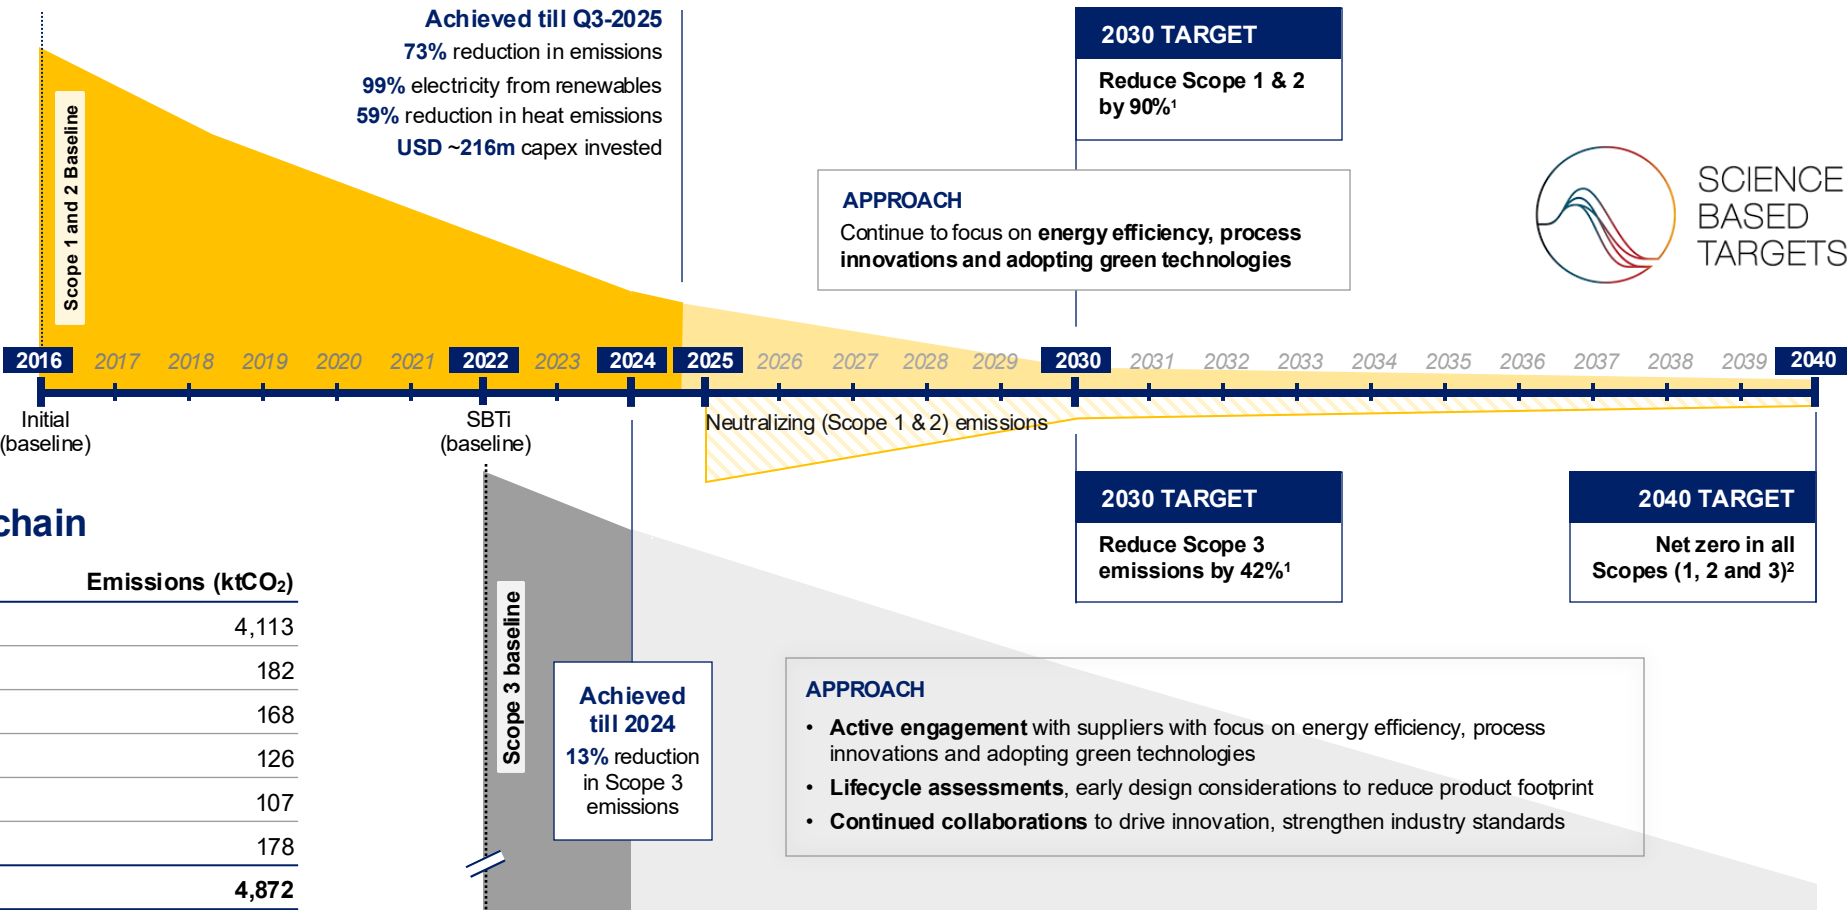 Achieved till Q3-2025
73% reduction in emissions
99% electricity from renewables
59% reduction in heat emissions
USD ~216m capex invested
2030 TARGET
Reduce Scope 1 & 2
by 90%¹
APPROACH
Continue to focus on energy efficiency, process
innovations and adopting green technologies
SCIENCE
BASED
TARGETS
Scope 1 and 2 Baseline
2016 2017 2018 2019 2020 2021 2022 2023 2024 2025 2026 2027 2028 2029 2030 2031 2032 2033 2034 2035 2036 2037 2038 2039 2040
Initial
(baseline)
SBTi
(baseline)
Neutralizing (Scope 1 & 2) emissions
chain
Emissions (ktCO₂)
4,113
182
168
126
107
178
4,872
Scope 3 baseline
Achieved
till 2024
13% reduction
in Scope 3
emissions
2030 TARGET
Reduce Scope 3
emissions by 42%¹
2040 TARGET
Net zero in all
Scopes (1, 2 and 3)²
APPROACH
• Active engagement with suppliers with focus on energy efficiency, process
innovations and adopting green technologies
• Lifecycle assessments, early design considerations to reduce product footprint
• Continued collaborations to drive innovation, strengthen industry standards